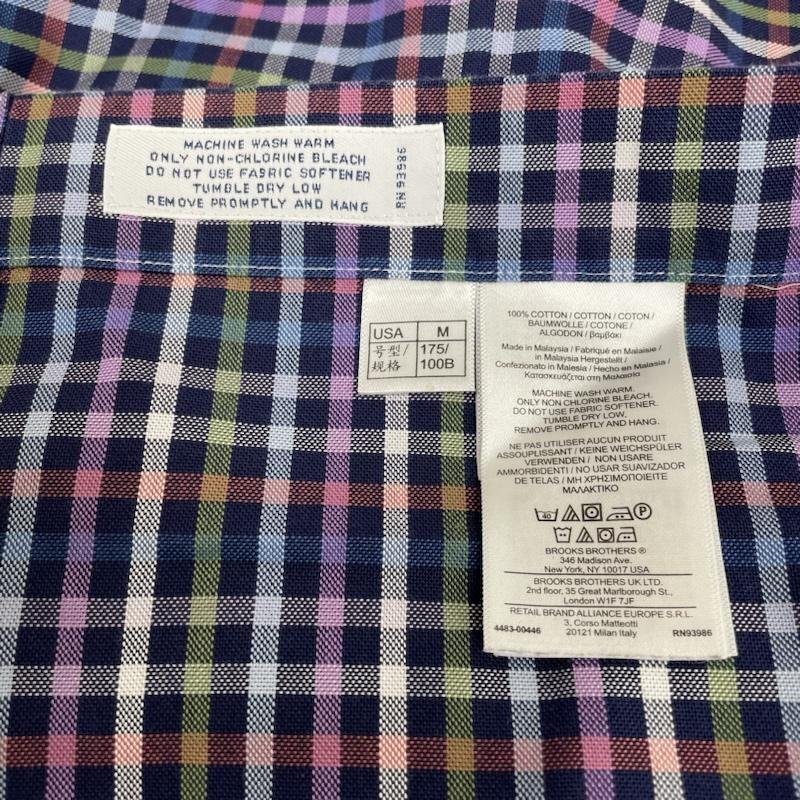 MACHINE WASH WARM
ONLY NON-CHLORINE BLEACH
DO NOT USE FABRIC SOFTENER
TUMBLE DRY LOW
REMOVE PROMPTLY AND HANG
RN 93986
USA M
号型/ 175/
规格 100B
100% COTTON / COTTON / COTON /
BAUMWOLLE / COTONE /
ALGODON / βαμβάκι
Made in Malaysia / Fabriqué en Malaisie /
in Malaysia Hergestellt /
Confezionato in Malesia / Hecho en Malasia /
Κατασκευάζεται στη Μαλαισία
MACHINE WASH WARM.
ONLY NON CHLORINE BLEACH.
DO NOT USE FABRIC SOFTENER.
TUMBLE DRY LOW.
REMOVE PROMPTLY AND HANG.
NE PAS UTILISER AUCUN PRODUIT
ASSOUPLISSANT / KEINE WEICHSPÜLER
VERWENDEN / NON USARE
AMMORBIDENTI / NO USAR SUAVIZADOR
DE TELAS / ΜΗ ΧΡΗΣΙΜΟΠΟΙΕΙΤΕ
ΜΑΛΑΚΤΙΚΟ
40 P
BROOKS BROTHERS ®
346 Madison Ave.
New York, NY 10017 USA
BROOKS BROTHERS UK LTD.
2nd floor, 35 Great Marlborough St.,
London W1F 7JF
RETAIL BRAND ALLIANCE EUROPE S.R.L.
3, Corso Matteotti
4483-00446 20121 Milan Italy RN93986